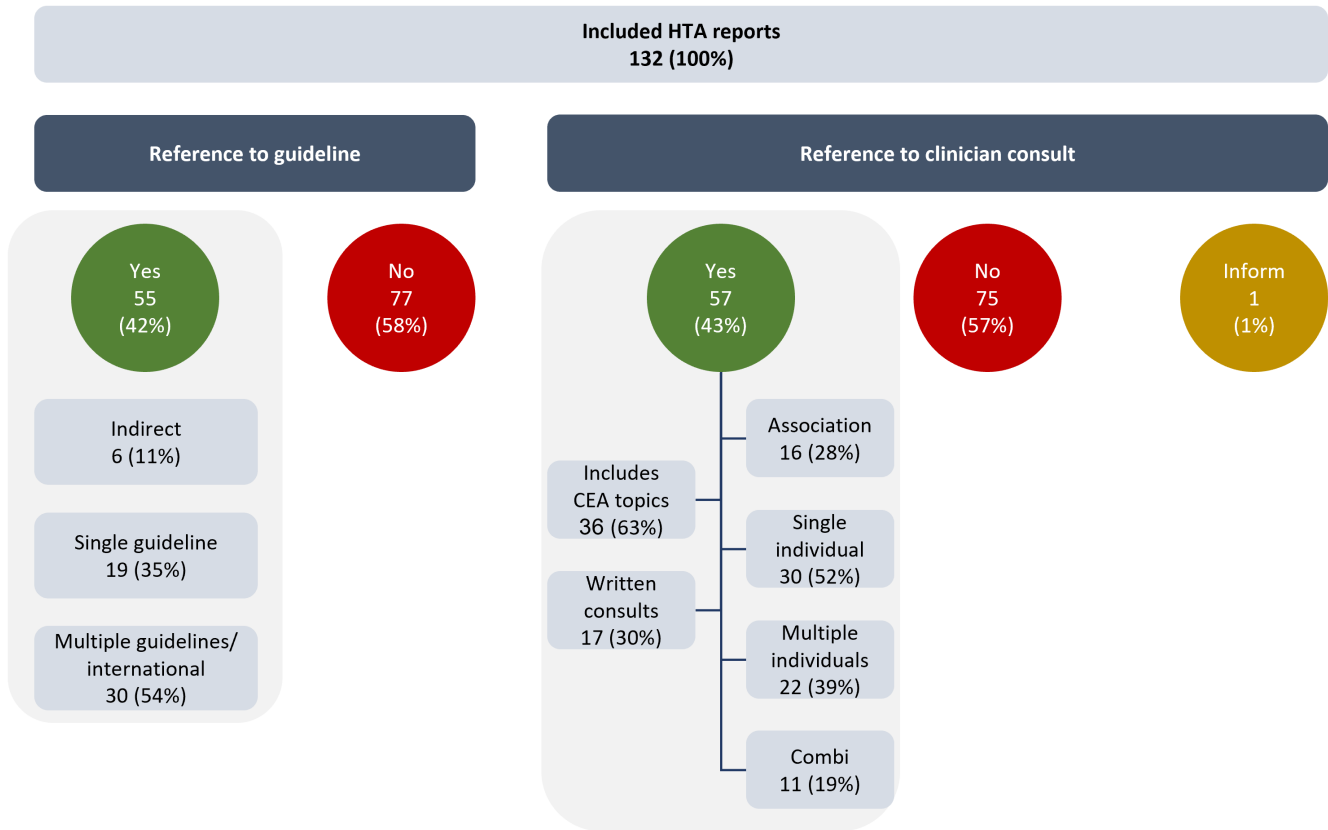 Included HTA reports
132 (100%)
Reference to guideline
Reference to clinician consult
Yes
55
(42%)
No
77
(58%)
Yes
57
(43%)
No
75
(57%)
Inform
1
(1%)
Indirect
6 (11%)
Single guideline
19 (35%)
Multiple guidelines/
international
30 (54%)
Includes
CEA topics
36 (63%)
Written
consults
17 (30%)
Association
16 (28%)
Single
individual
30 (52%)
Multiple
individuals
22 (39%)
Combi
11 (19%)